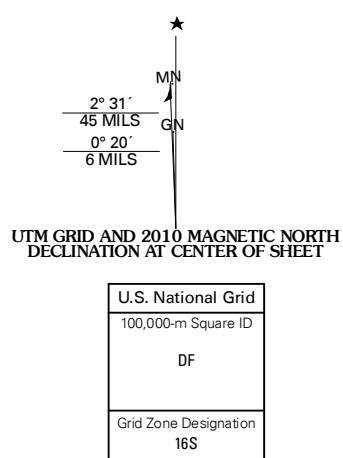 MN
2° 31´
45 MILS
GN
0° 20´
6 MILS
UTM GRID AND 2010 MAGNETIC NORTH
DECLINATION AT CENTER OF SHEET
U.S. National Grid
100,000-m Square ID
DF
Grid Zone Designation
16S